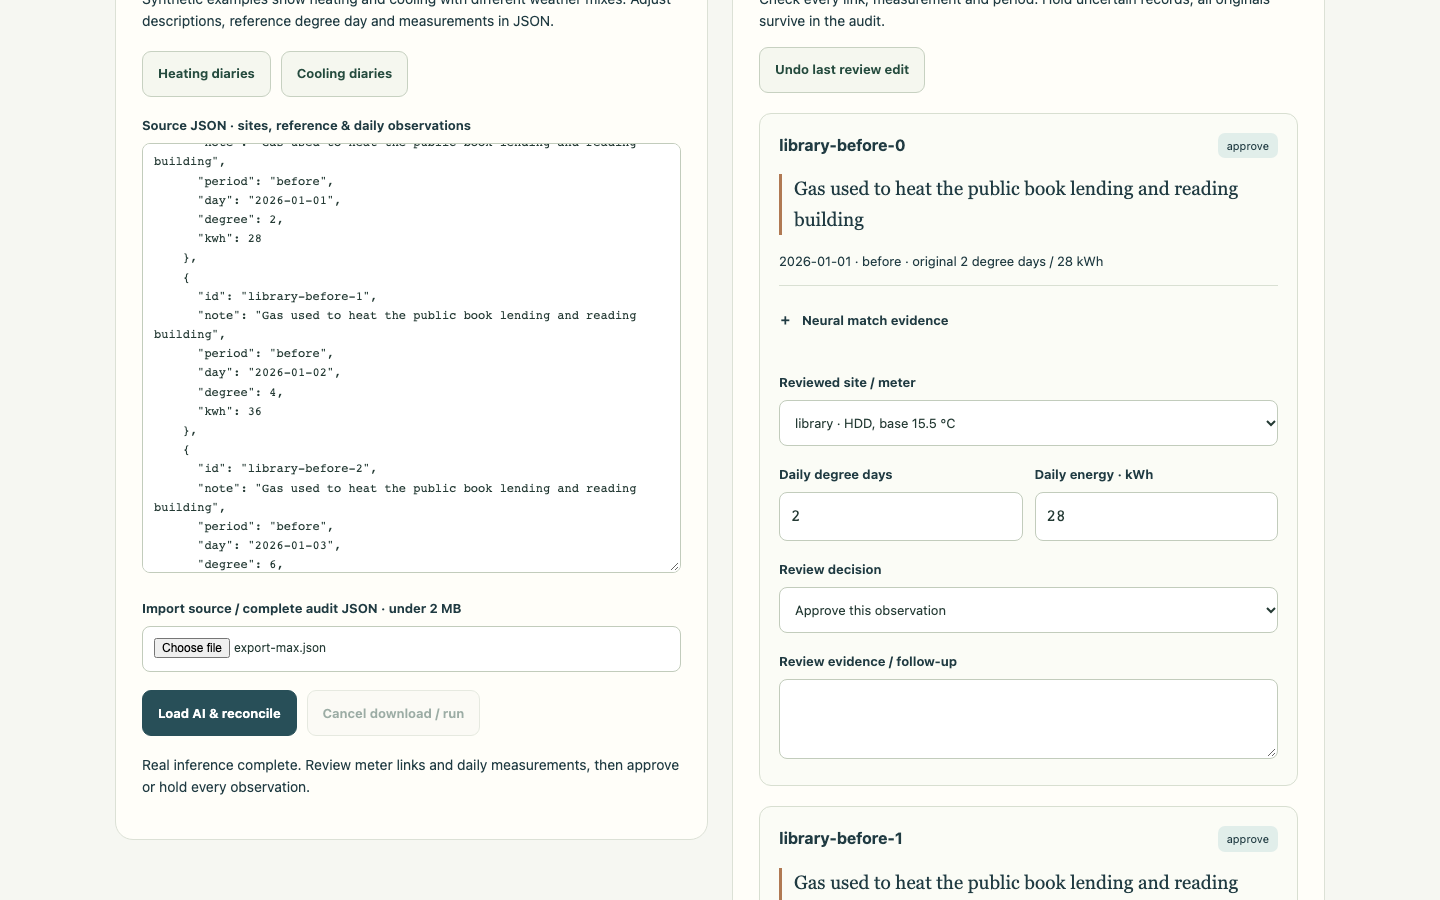 Synthetic examples show heating and cooling with different weather mixes. Adjust
descriptions, reference degree day and measurements in JSON.
Heating diaries
Cooling diaries
Source JSON · sites, reference & daily observations
"note": "Gas used to heat the public book lending and reading
building",
"period": "before",
"day": "2026-01-01",
"degree": 2,
"kwh": 28
},
{
"id": "library-before-1",
"note": "Gas used to heat the public book lending and reading
building",
"period": "before",
"day": "2026-01-02",
"degree": 4,
"kwh": 36
},
{
"id": "library-before-2",
"note": "Gas used to heat the public book lending and reading
building",
"period": "before",
"day": "2026-01-03",
"degree": 6,
Import source / complete audit JSON · under 2 MB
Choose file export-max.json
Load AI & reconcile
Cancel download / run
Real inference complete. Review meter links and daily measurements, then approve
or hold every observation.
Check every link, measurement and period. Hold uncertain records; all originals
survive in the audit.
Undo last review edit
library-before-0
approve
Gas used to heat the public book lending and reading
building
2026-01-01 · before · original 2 degree days / 28 kWh
+ Neural match evidence
Reviewed site / meter
library · HDD, base 15.5 °C
Daily degree days
Daily energy · kWh
2
28
Review decision
Approve this observation
Review evidence / follow-up
library-before-1
approve
Gas used to heat the public book lending and reading